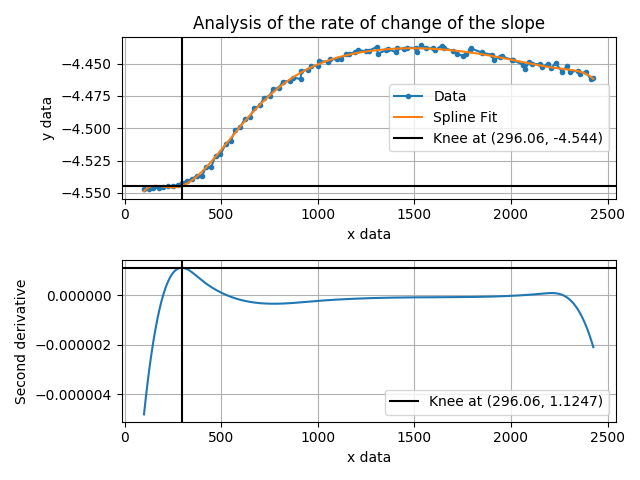 Analysis of the rate of change of the slope
−4.450
−4.475
−4.500
−4.525
−4.550
y data
Data
Spline Fit
Knee at (296.06, -4.544)
0 500 1000 1500 2000 2500
x data
0.000000
−0.000002
−0.000004
Second derivative
Knee at (296.06, 1.1247)
0 500 1000 1500 2000 2500
x data